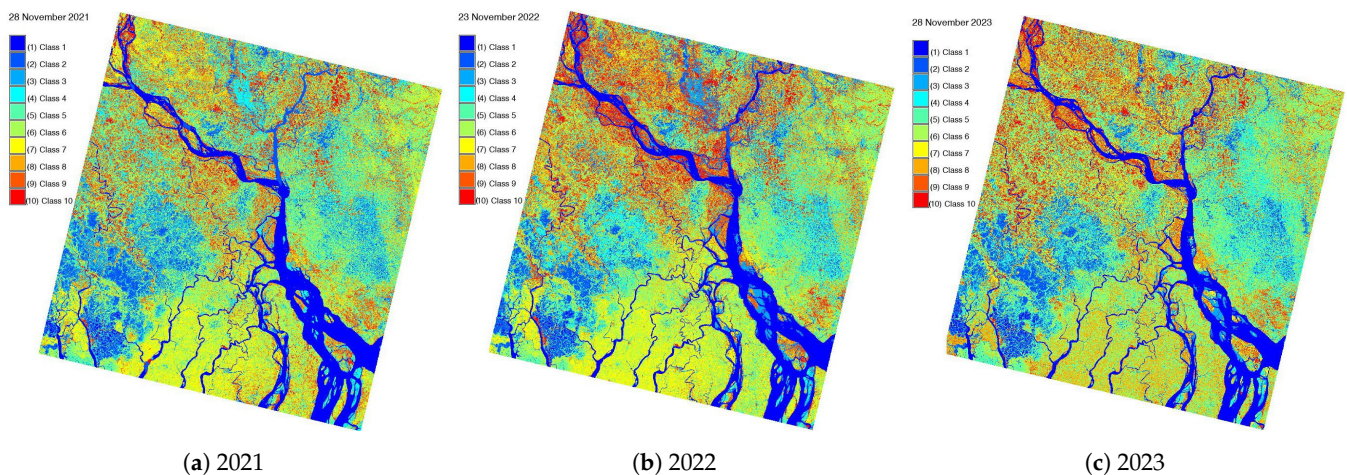 28 November 2021
(1) Class 1
(2) Class 2
(3) Class 3
(4) Class 4
(5) Class 5
(6) Class 6
(7) Class 7
(8) Class 8
(9) Class 9
(10) Class 10
(a) 2021
23 November 2022
(1) Class 1
(2) Class 2
(3) Class 3
(4) Class 4
(5) Class 5
(6) Class 6
(7) Class 7
(8) Class 8
(9) Class 9
(10) Class 10
(b) 2022
28 November 2023
(1) Class 1
(2) Class 2
(3) Class 3
(4) Class 4
(5) Class 5
(6) Class 6
(7) Class 7
(8) Class 8
(9) Class 9
(10) Class 10
(c) 2023